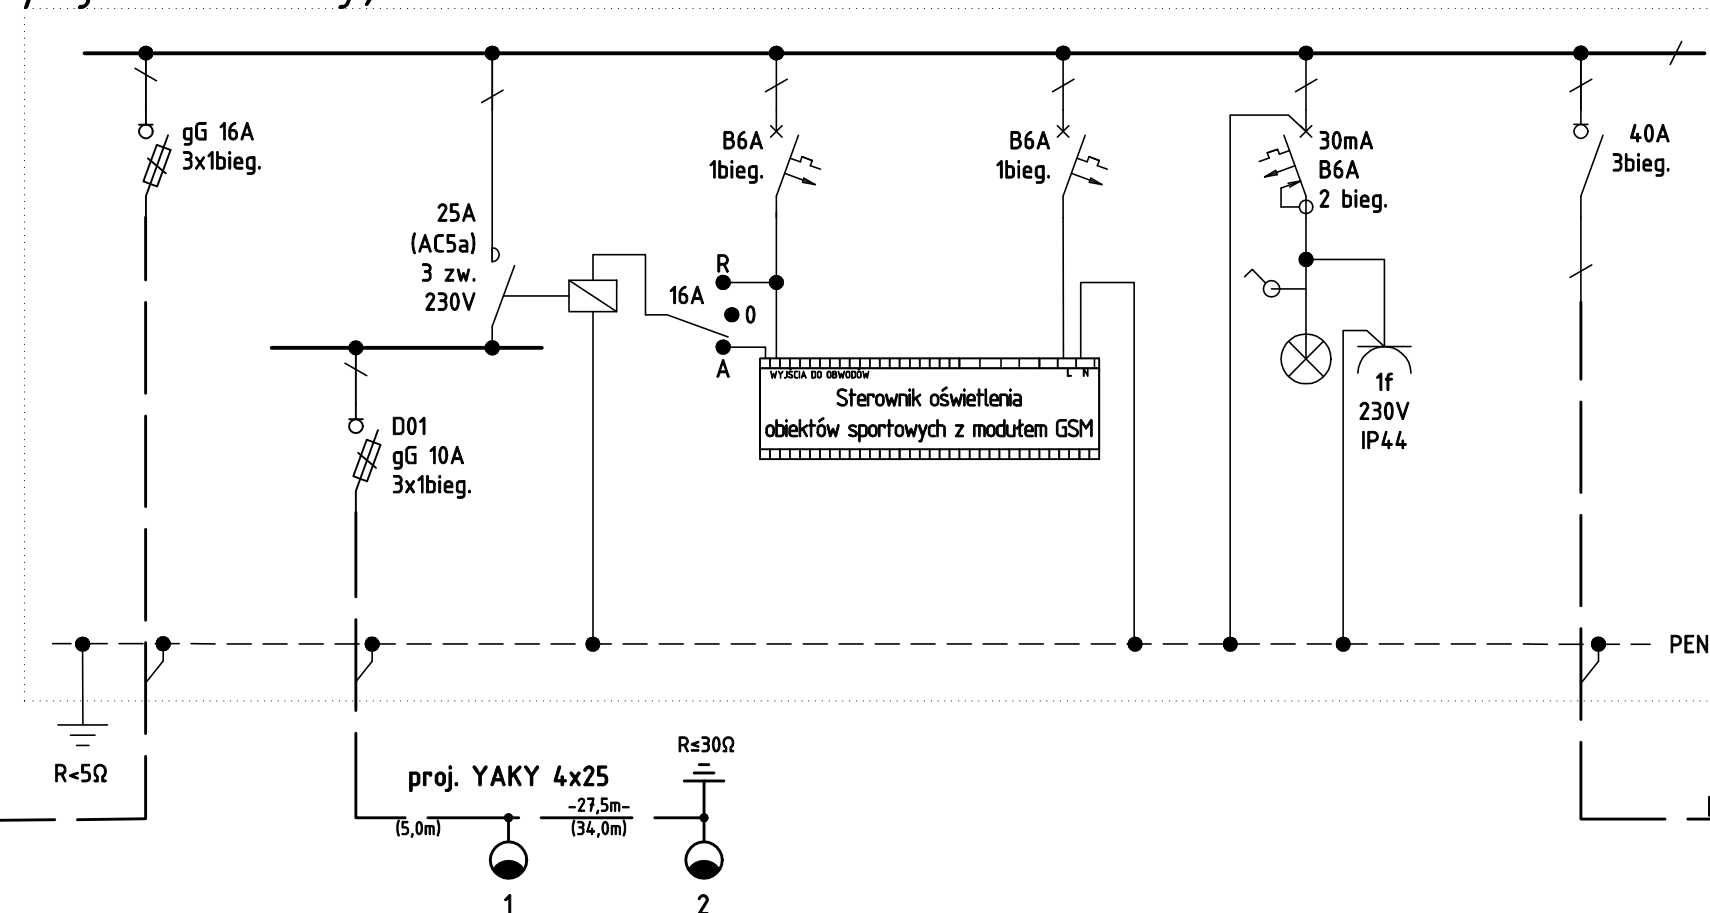 gG 16A
3x1bieg.
25A
(AC5a)
3 zw.
230V
D01
gG 10A
3x1bieg.
B6A
1bieg.
R
16A
0
A
B6A
1bieg.
WYJŚCIA DO OBWODÓW
L N
Sterownik oświetlenia
obiektów sportowych z modułem GSM
30mA
B6A
2 bieg.
1f
230V
IP44
40A
3bieg.
PEN
R<5Ω
proj. YAKY 4x25
(5,0m)
-27,5m-
(34,0m)
R≤30Ω
1
2